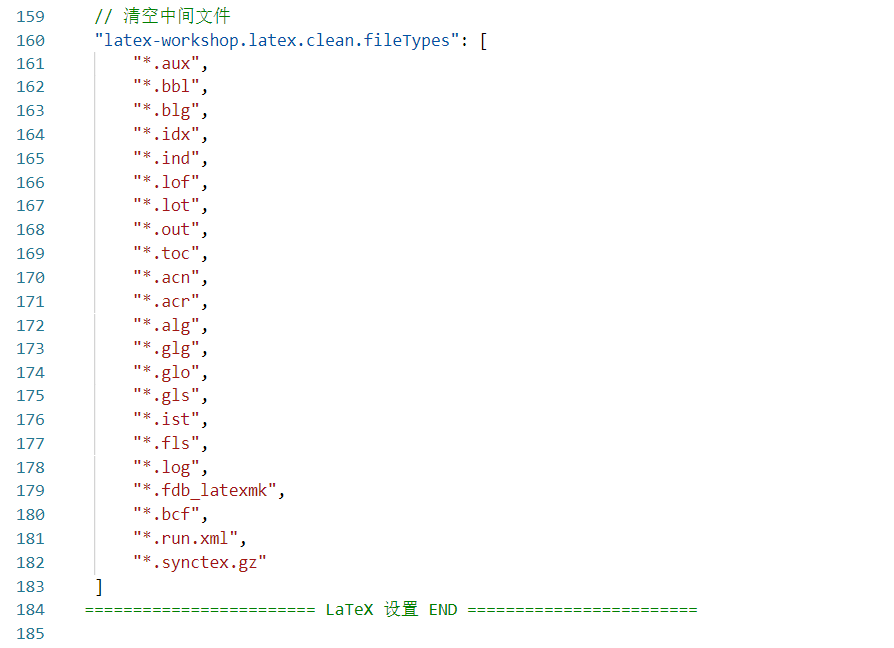 159 // 清空中间文件
160 "latex-workshop.latex.clean.fileTypes": [
161 "*.aux",
162 "*.bbl",
163 "*.blg",
164 "*.idx",
165 "*.ind",
166 "*.lof",
167 "*.lot",
168 "*.out",
169 "*.toc",
170 "*.acn",
171 "*.acr",
172 "*.alg",
173 "*.glg",
174 "*.glo",
175 "*.gls",
176 "*.ist",
177 "*.fls",
178 "*.log",
179 "*.fdb_latexmk",
180 "*.bcf",
181 "*.run.xml",
182 "*.synctex.gz"
183 ]
184 ======================== LaTeX 设置 END ========================
185